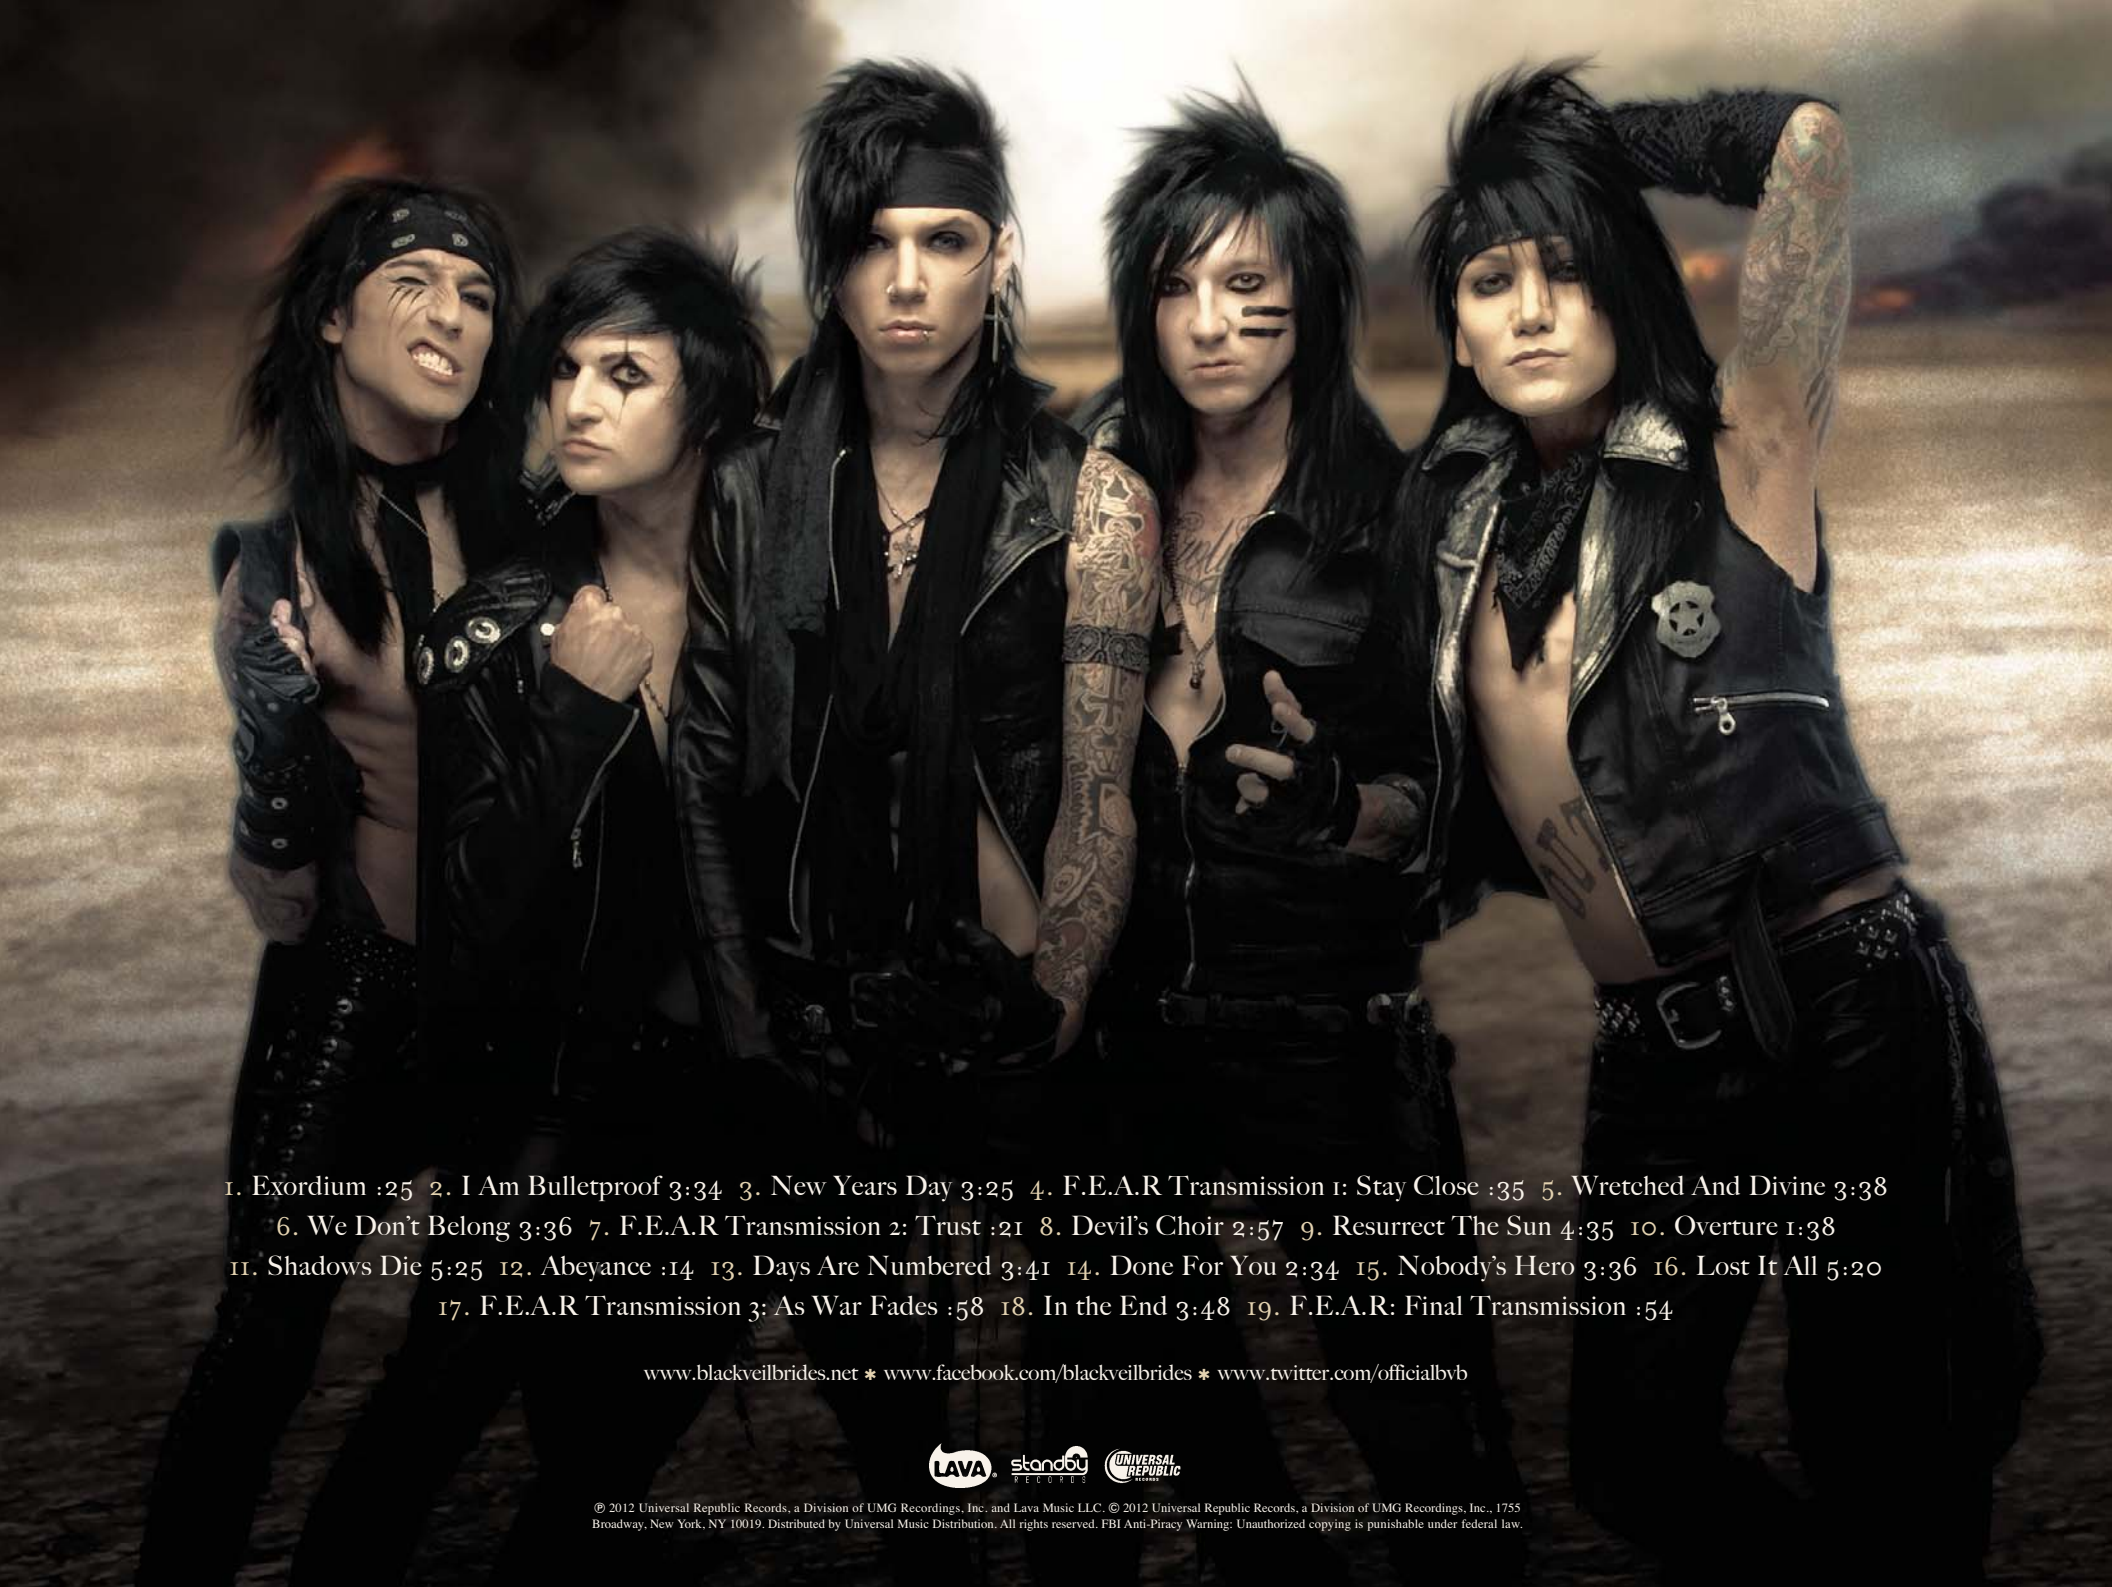 1. Exordium :25 2. I Am Bulletproof 3:34 3. New Years Day 3:25 4. F.E.A.R Transmission 1: Stay Close :35 5. Wretched And Divine 3:38
6. We Don't Belong 3:36 7. F.E.A.R Transmission 2: Trust :21 8. Devil's Choir 2:57 9. Resurrect The Sun 4:35 10. Overture 1:38
11. Shadows Die 5:25 12. Abeyance :14 13. Days Are Numbered 3:41 14. Done For You 2:34 15. Nobody's Hero 3:36 16. Lost It All 5:20
17. F.E.A.R Transmission 3: As War Fades :58 18. In the End 3:48 19. F.E.A.R: Final Transmission :54
www.blackveilbrides.net ✱ www.facebook.com/blackveilbrides ✱ www.twitter.com/officialbvb
LAVA® standby RECORDS UNIVERSAL REPUBLIC RECORDS
℗ 2012 Universal Republic Records, a Division of UMG Recordings, Inc. and Lava Music LLC. © 2012 Universal Republic Records, a Division of UMG Recordings, Inc., 1755
Broadway, New York, NY 10019. Distributed by Universal Music Distribution. All rights reserved. FBI Anti-Piracy Warning: Unauthorized copying is punishable under federal law.